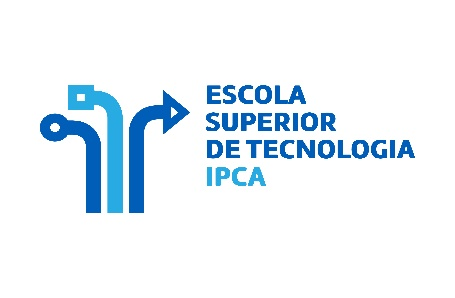 ESCOLA
SUPERIOR
DE TECNOLOGIA
IPCA